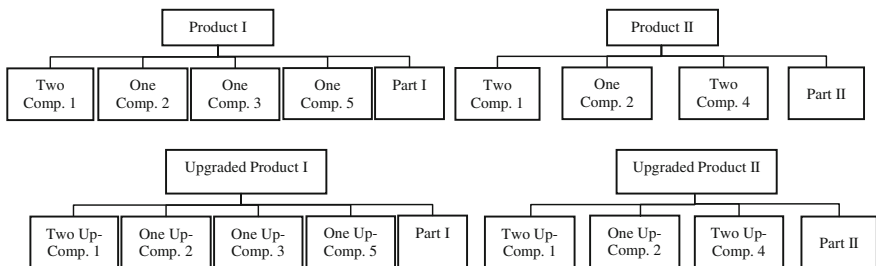 Product I
Two
Comp. 1
One
Comp. 2
One
Comp. 3
One
Comp. 5
Part I
Product II
Two
Comp. 1
One
Comp. 2
Two
Comp. 4
Part II
Upgraded Product I
Two Up-
Comp. 1
One Up-
Comp. 2
One Up-
Comp. 3
One Up-
Comp. 5
Part I
Upgraded Product II
Two Up-
Comp. 1
One Up-
Comp. 2
Two Up-
Comp. 4
Part II